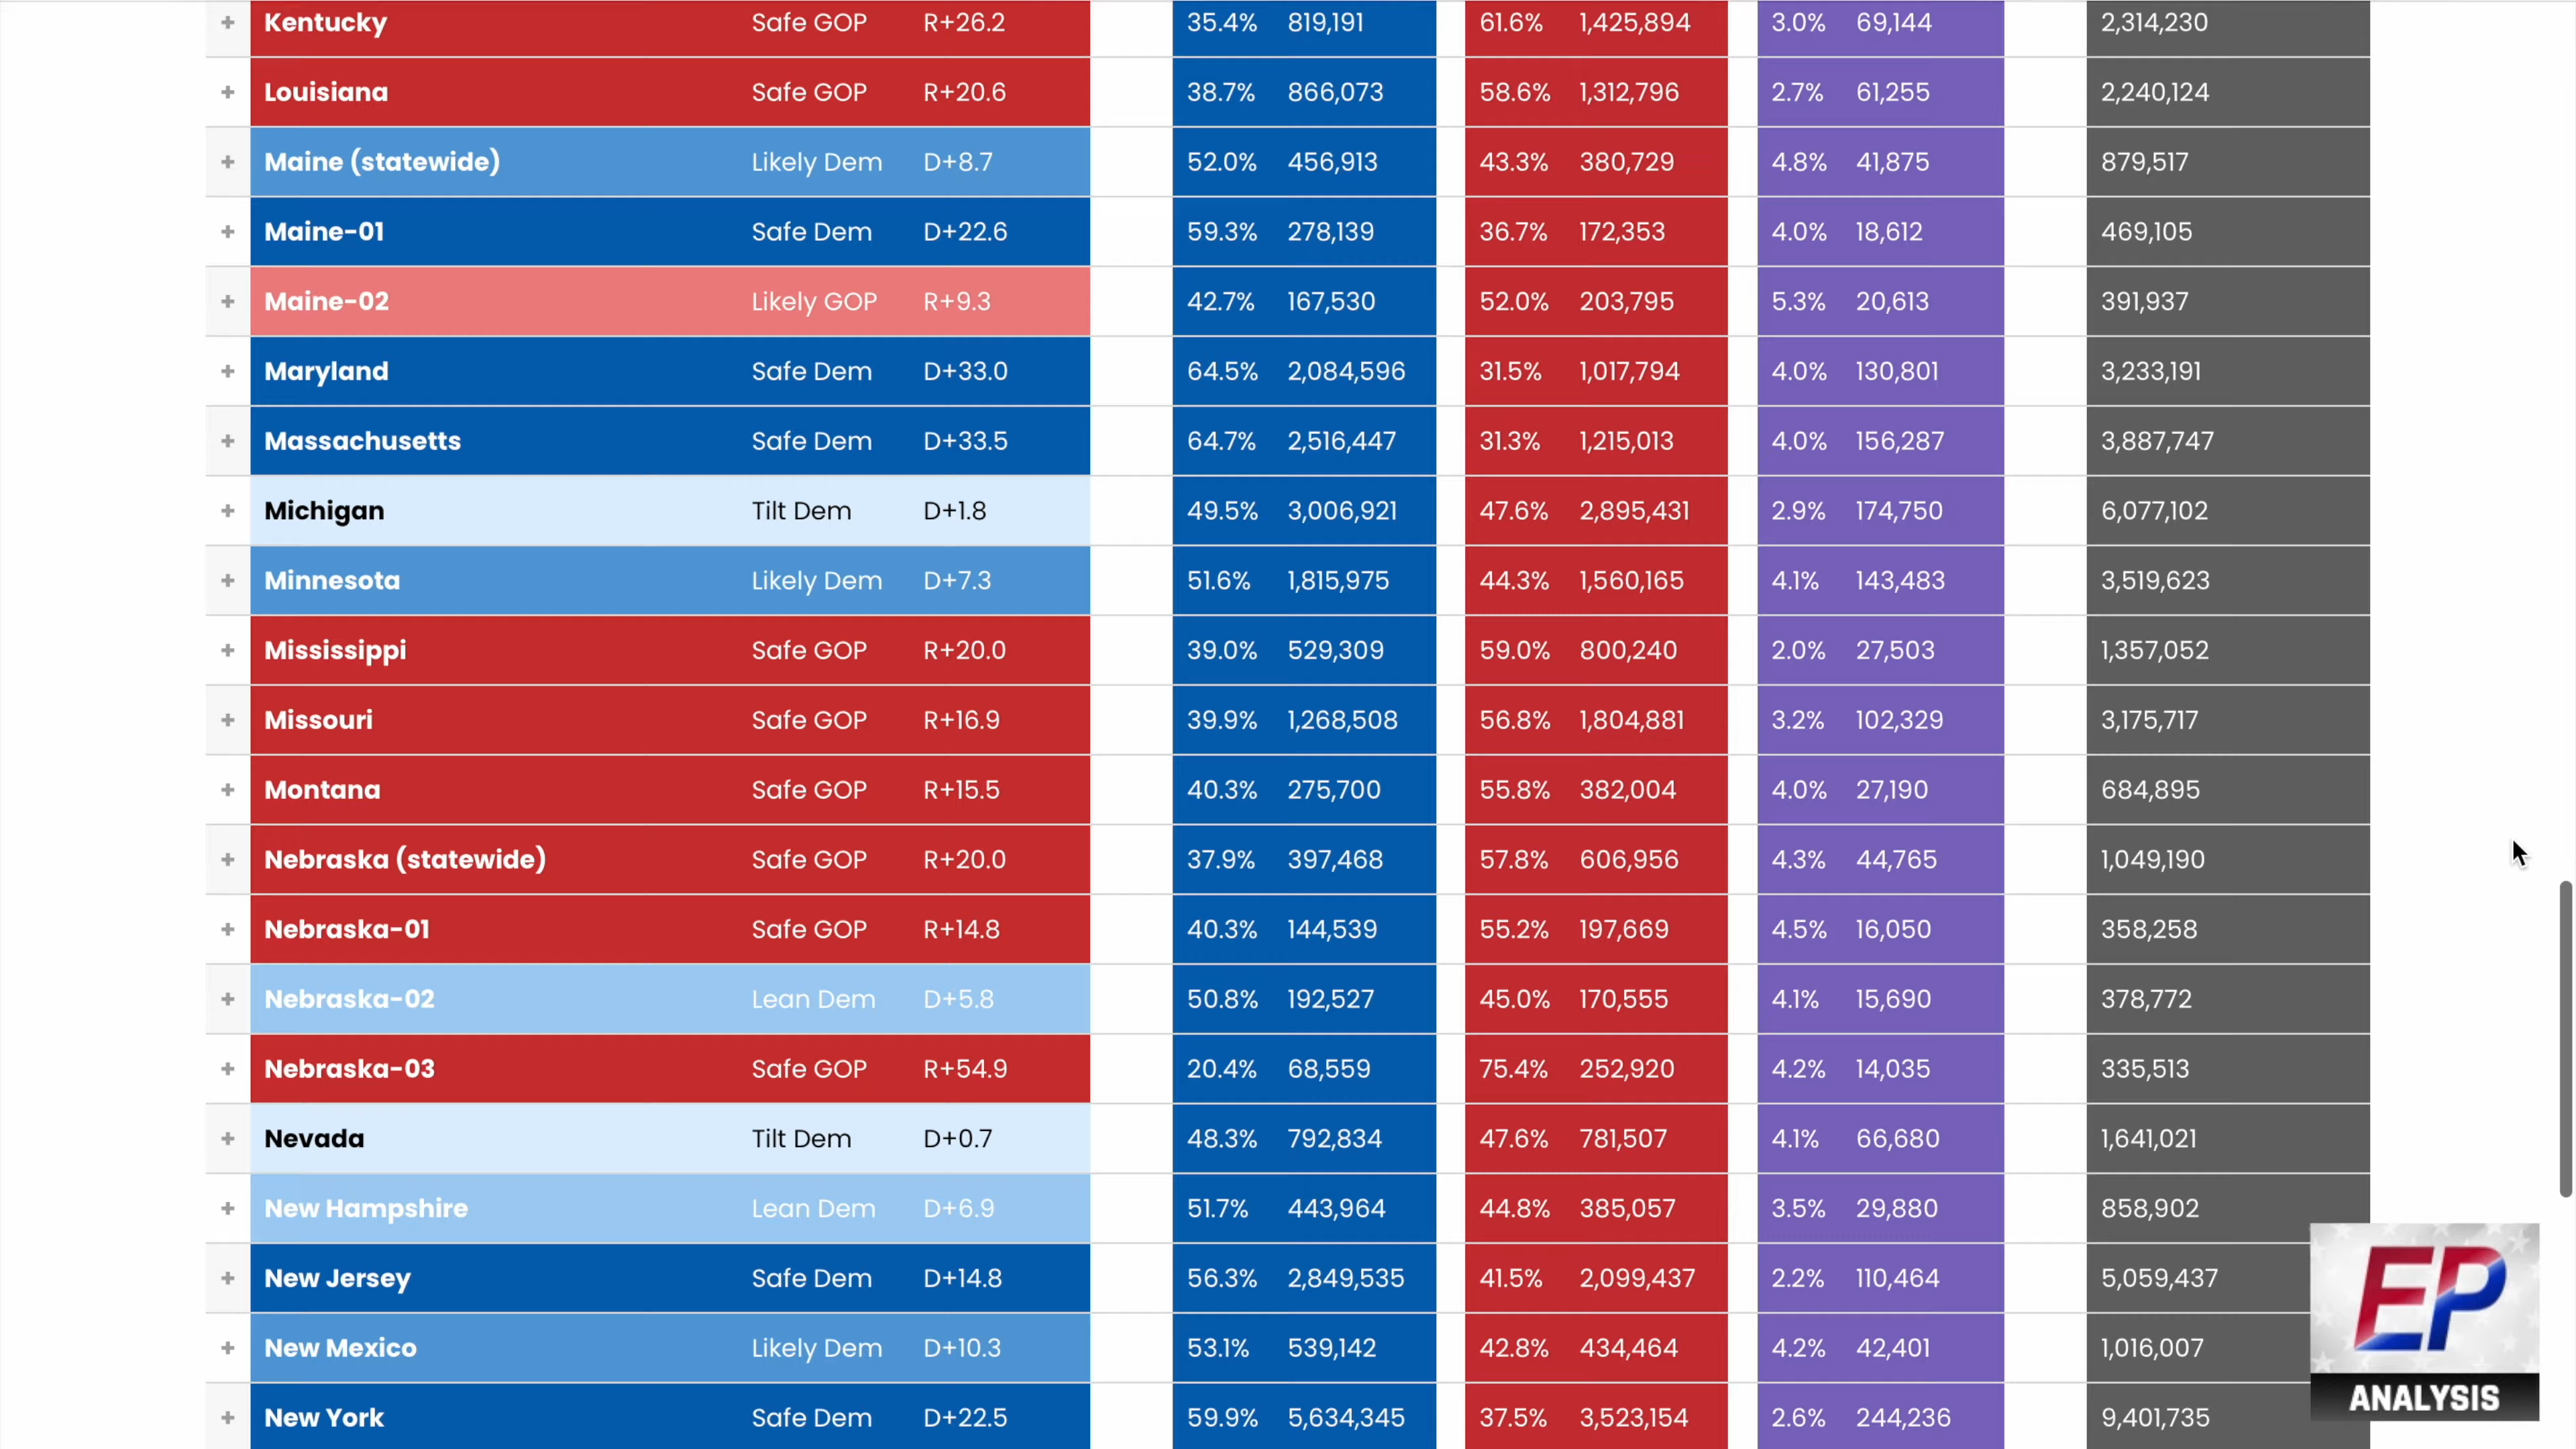 + Kentucky Safe GOP R+26.2 35.4% 819,191 61.6% 1,425,894 3.0% 69,144 2,314,230
+ Louisiana Safe GOP R+20.6 38.7% 866,073 58.6% 1,312,796 2.7% 61,255 2,240,124
+ Maine (statewide) Likely Dem D+8.7 52.0% 456,913 43.3% 380,729 4.8% 41,875 879,517
+ Maine-01 Safe Dem D+22.6 59.3% 278,139 36.7% 172,353 4.0% 18,612 469,105
+ Maine-02 Likely GOP R+9.3 42.7% 167,530 52.0% 203,795 5.3% 20,613 391,937
+ Maryland Safe Dem D+33.0 64.5% 2,084,596 31.5% 1,017,794 4.0% 130,801 3,233,191
+ Massachusetts Safe Dem D+33.5 64.7% 2,516,447 31.3% 1,215,013 4.0% 156,287 3,887,747
+ Michigan Tilt Dem D+1.8 49.5% 3,006,921 47.6% 2,895,431 2.9% 174,750 6,077,102
+ Minnesota Likely Dem D+7.3 51.6% 1,815,975 44.3% 1,560,165 4.1% 143,483 3,519,623
+ Mississippi Safe GOP R+20.0 39.0% 529,309 59.0% 800,240 2.0% 27,503 1,357,052
+ Missouri Safe GOP R+16.9 39.9% 1,268,508 56.8% 1,804,881 3.2% 102,329 3,175,717
+ Montana Safe GOP R+15.5 40.3% 275,700 55.8% 382,004 4.0% 27,190 684,895
+ Nebraska (statewide) Safe GOP R+20.0 37.9% 397,468 57.8% 606,956 4.3% 44,765 1,049,190
+ Nebraska-01 Safe GOP R+14.8 40.3% 144,539 55.2% 197,669 4.5% 16,050 358,258
+ Nebraska-02 Lean Dem D+5.8 50.8% 192,527 45.0% 170,555 4.1% 15,690 378,772
+ Nebraska-03 Safe GOP R+54.9 20.4% 68,559 75.4% 252,920 4.2% 14,035 335,513
+ Nevada Tilt Dem D+0.7 48.3% 792,834 47.6% 781,507 4.1% 66,680 1,641,021
+ New Hampshire Lean Dem D+6.9 51.7% 443,964 44.8% 385,057 3.5% 29,880 858,902
+ New Jersey Safe Dem D+14.8 56.3% 2,849,535 41.5% 2,099,437 2.2% 110,464 5,059,437
+ New Mexico Likely Dem D+10.3 53.1% 539,142 42.8% 434,464 4.2% 42,401 1,016,007
+ New York Safe Dem D+22.5 59.9% 5,634,345 37.5% 3,523,154 2.6% 244,236 9,401,735
EP
ANALYSIS